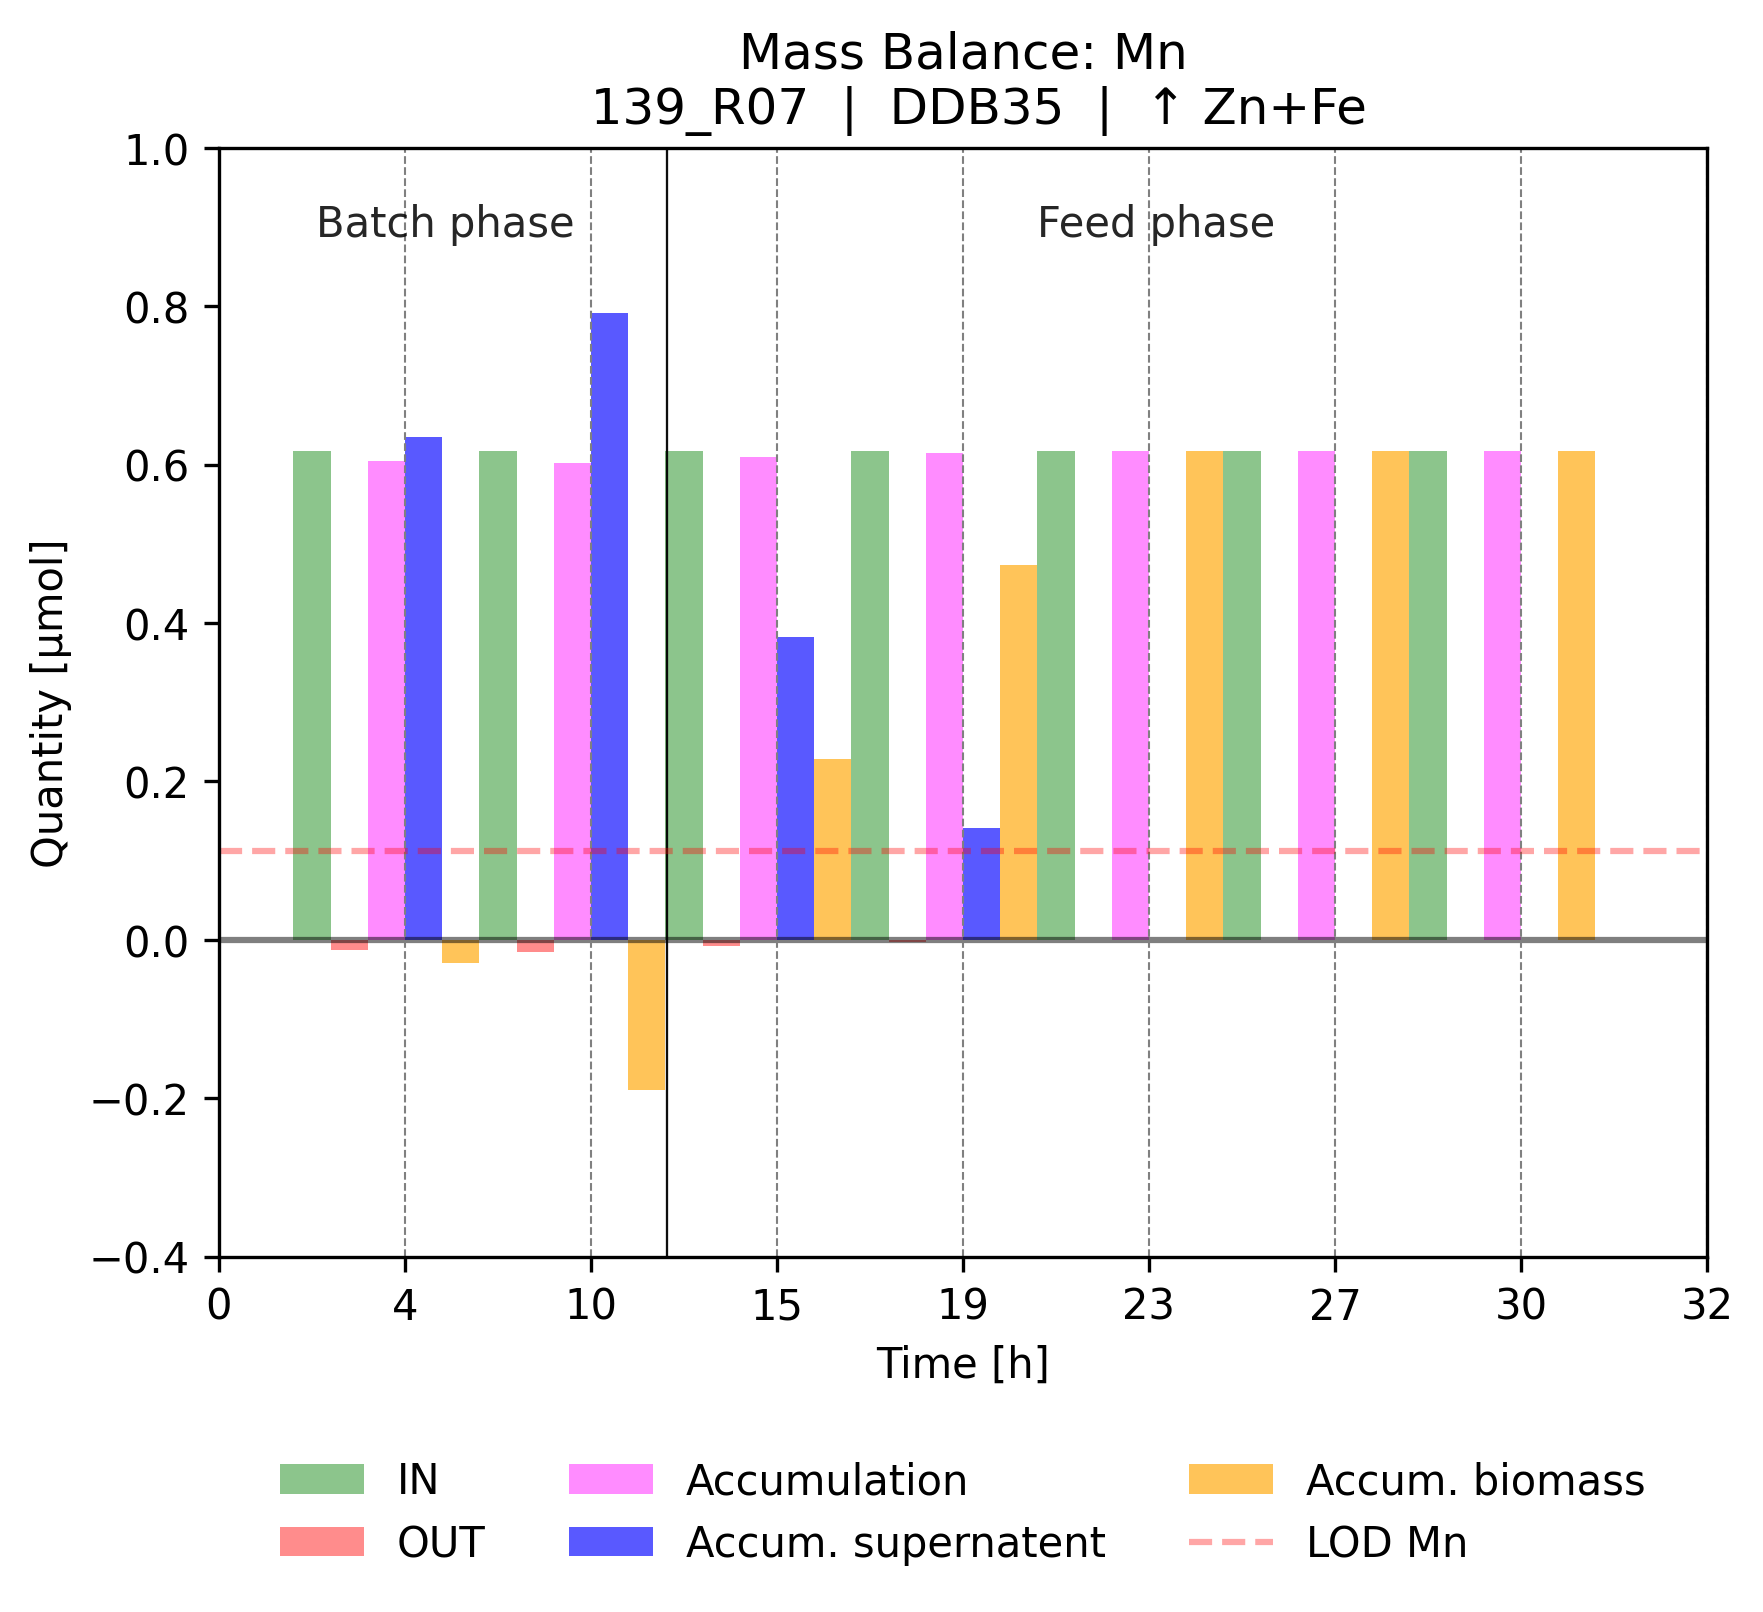 Mass Balance: Mn
139_R07 | DDB35 | ↑ Zn+Fe
1.0
Batch phase
Feed phase
0.8
0.6
0.4
0.2
0.0
−0.2
−0.4
Quantity [µmol]
0 4 10 15 19 23 27 30 32
Time [h]
IN
Accumulation
Accum. biomass
OUT
Accum. supernatent
LOD Mn